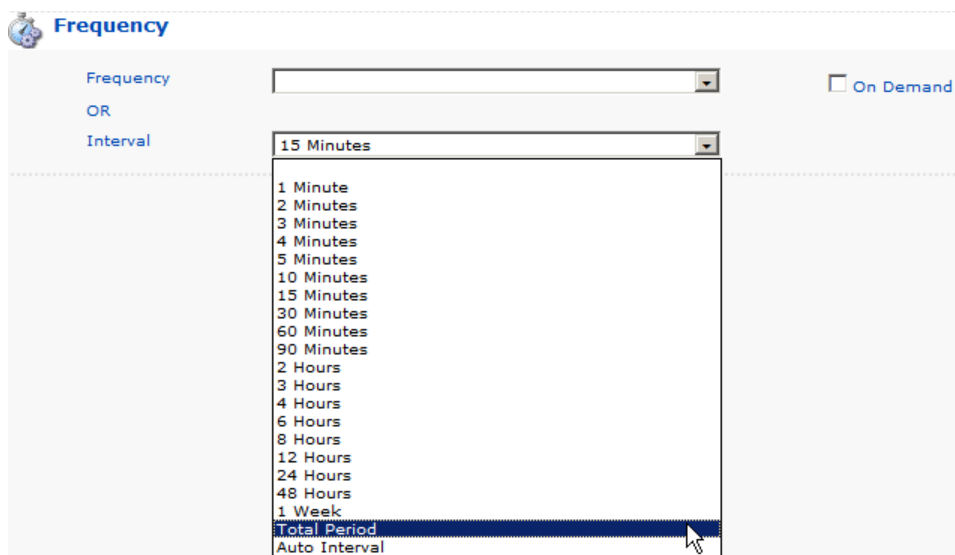 Frequency
Frequency
On Demand
OR
Interval
15 Minutes
1 Minute
2 Minutes
3 Minutes
4 Minutes
5 Minutes
10 Minutes
15 Minutes
30 Minutes
60 Minutes
90 Minutes
2 Hours
3 Hours
4 Hours
6 Hours
8 Hours
12 Hours
24 Hours
48 Hours
1 Week
Total Period
Auto Interval